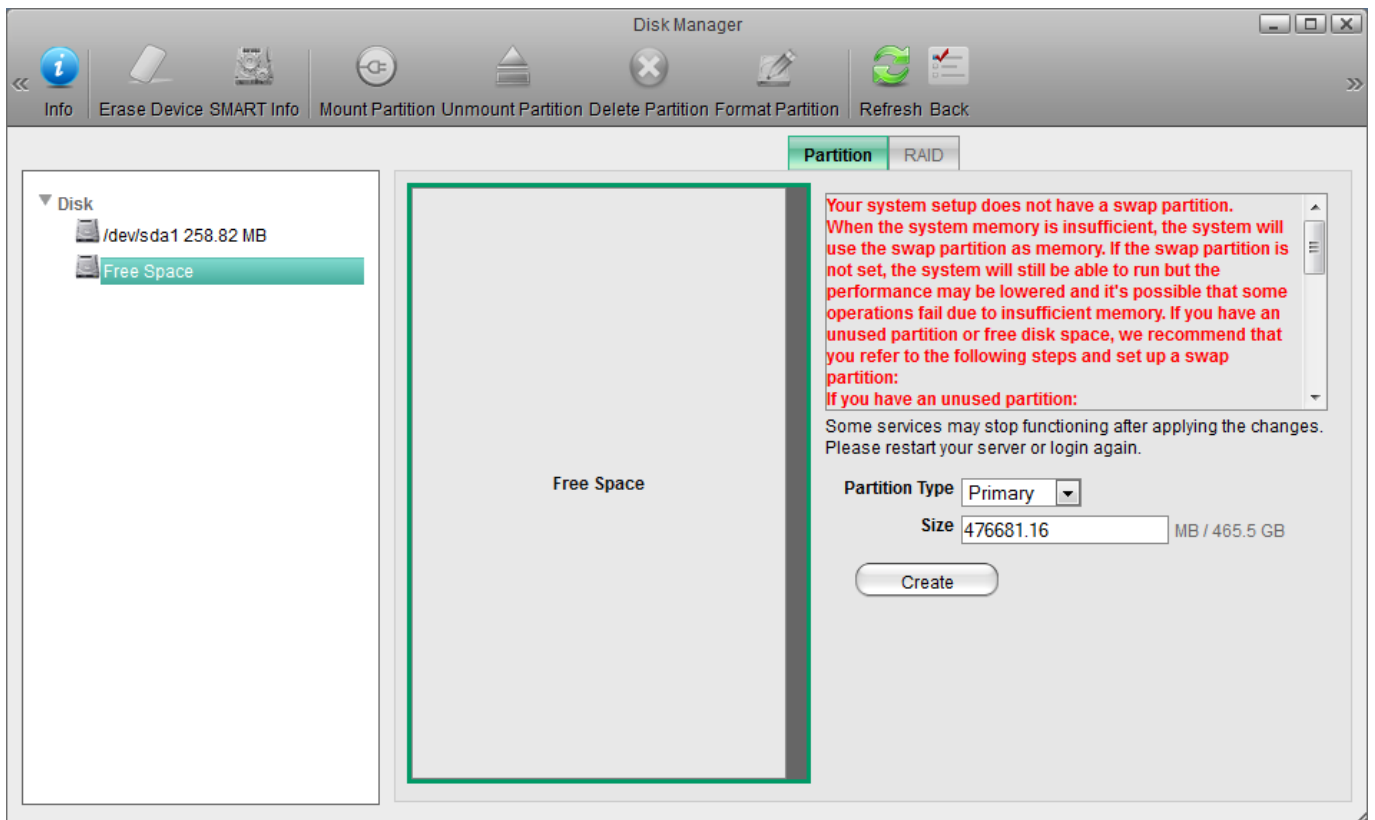 Disk Manager
Info
Erase Device
SMART Info
Mount Partition
Unmount Partition
Delete Partition
Format Partition
Refresh
Back
Partition
RAID
Disk
/dev/sda1 258.82 MB
Free Space
Free Space
Your system setup does not have a swap partition.
When the system memory is insufficient, the system will
use the swap partition as memory. If the swap partition is
not set, the system will still be able to run but the
performance may be lowered and it's possible that some
operations fail due to insufficient memory. If you have an
unused partition or free disk space, we recommend that
you refer to the following steps and set up a swap
partition:
If you have an unused partition:
Some services may stop functioning after applying the changes.
Please restart your server or login again.
Partition Type Primary
Size 476681.16 MB / 465.5 GB
Create